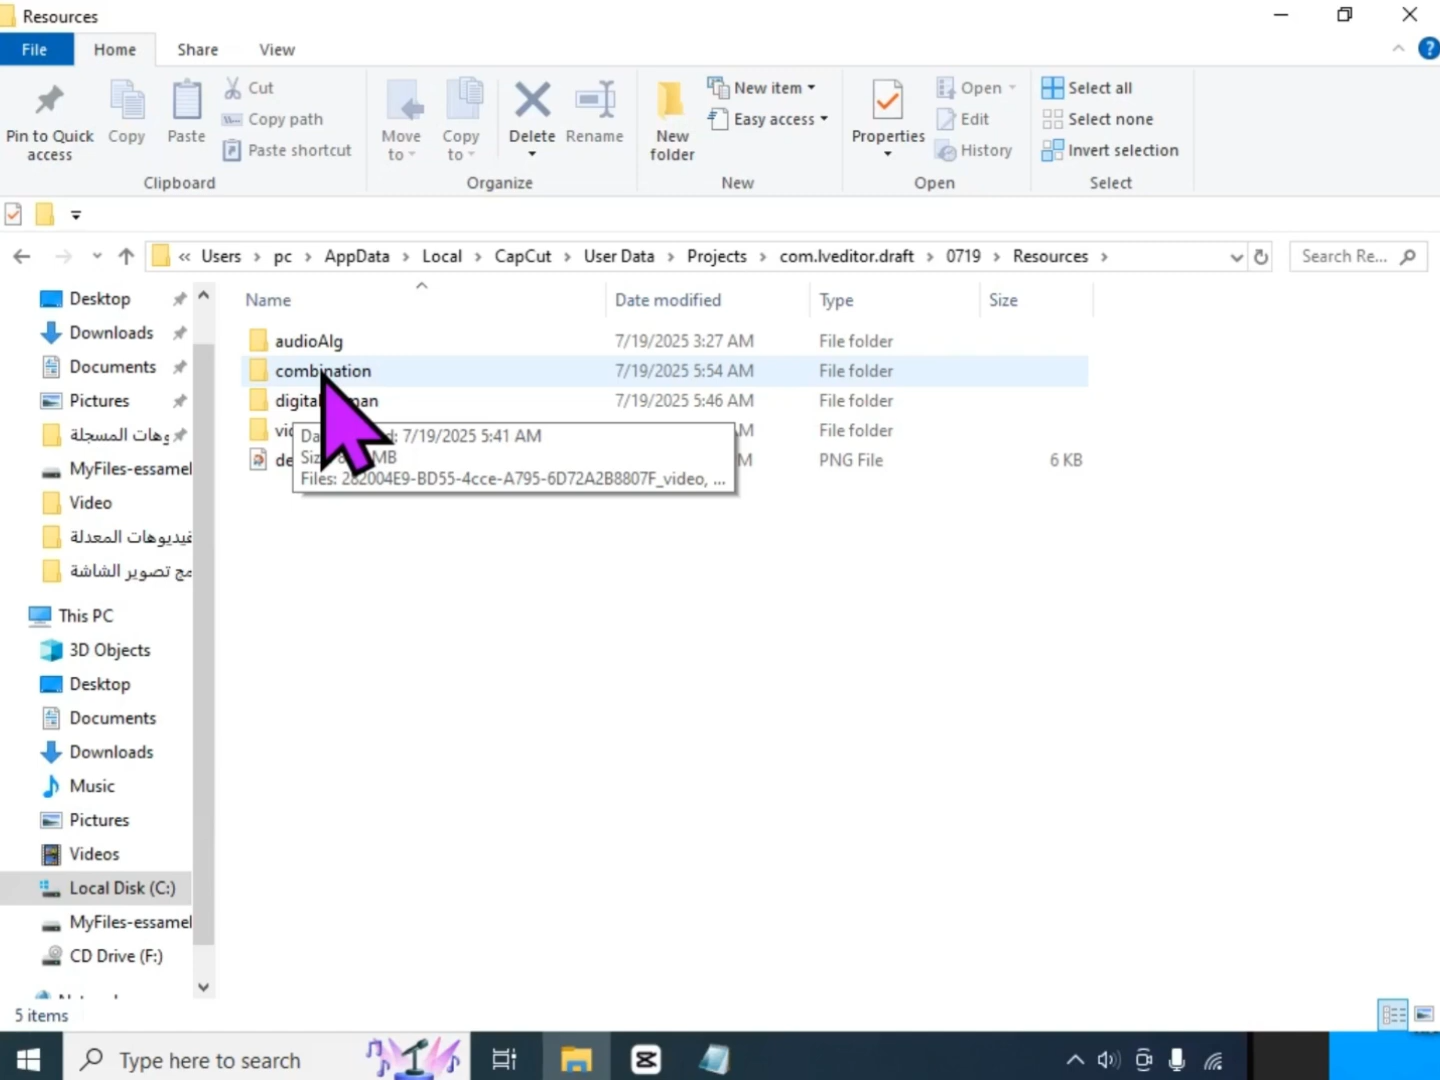 Resources
File
Home
Share
View
Pin to Quick access
Copy
Paste
Cut
Copy path
Paste shortcut
Clipboard
Move to
Copy to
Delete
Rename
Organize
New folder
New item
Easy access
New
Properties
Open
Edit
History
Open
Select all
Select none
Invert selection
Select
« Users › pc › AppData › Local › CapCut › User Data › Projects › com.lveditor.draft › 0719 › Resources ›
Search Re...
Desktop
Downloads
Documents
Pictures
MyFiles-essamel
Video
فيديوهات المعدلة
مج تصوير الشاشة
This PC
3D Objects
Desktop
Documents
Downloads
Music
Pictures
Videos
Local Disk (C:)
MyFiles-essamel
CD Drive (F:)
Name Date modified Type Size
audioAlg 7/19/2025 3:27 AM File folder
combination 7/19/2025 5:54 AM File folder
7/19/2025 5:46 AM File folder
File folder
PNG File 6 KB
7/19/2025 5:41 AM
MB
Files: 282004E9-BD55-4cce-A795-6D72A2B8807F_video, ...
5 items
Type here to search